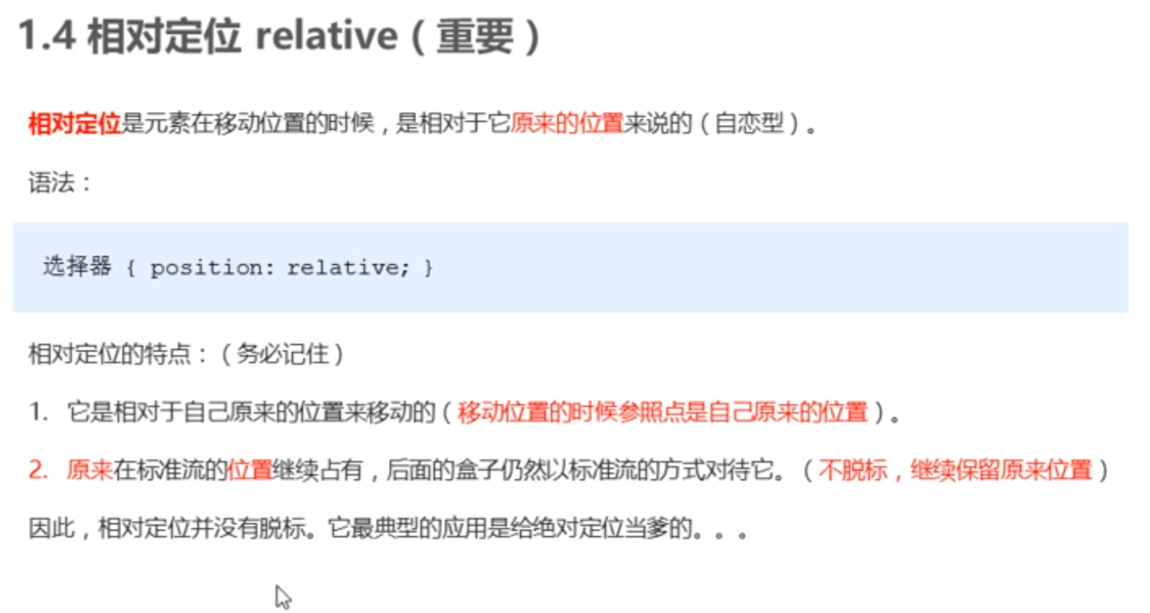 1.4 相对定位 relative（重要）
相对定位是元素在移动位置的时候，是相对于它原来的位置来说的（自恋型）。
语法：
选择器 { position: relative; }
相对定位的特点：（务必记住）
1. 它是相对于自己原来的位置来移动的（移动位置的时候参照点是自己原来的位置）。
2. 原来在标准流的位置继续占有，后面的盒子仍然以标准流的方式对待它。（不脱标，继续保留原来位置）
因此，相对定位并没有脱标。它最典型的应用是给绝对定位当爹的。。。